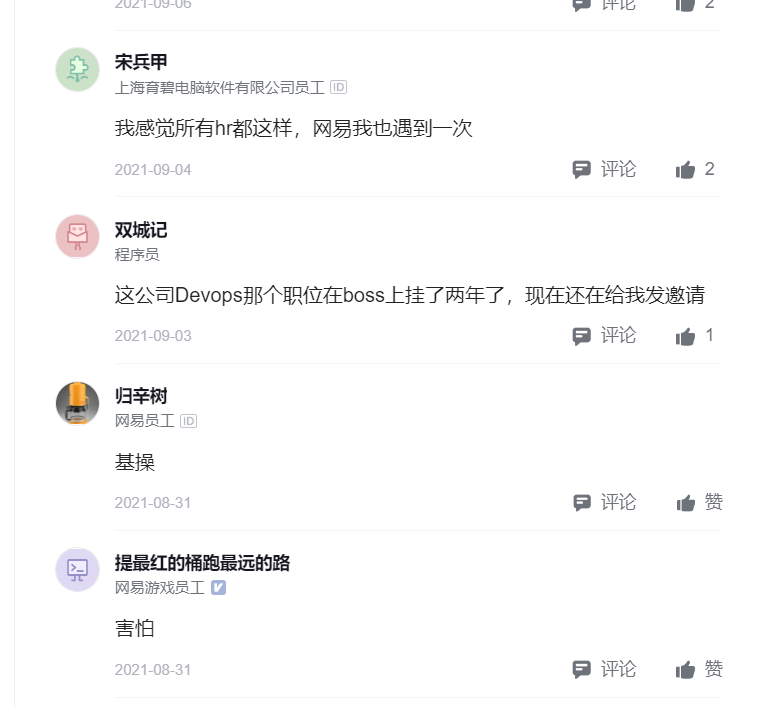 2021-09-06 评论 2
宋兵甲
上海育碧电脑软件有限公司员工 ID
我感觉所有hr都这样，网易我也遇到一次
2021-09-04 评论 2
双城记
程序员
这公司Devops那个职位在boss上挂了两年了，现在还在给我发邀请
2021-09-03 评论 1
归辛树
网易员工 ID
基操
2021-08-31 评论 赞
提最红的桶跑最远的路
网易游戏员工
害怕
2021-08-31 评论 赞